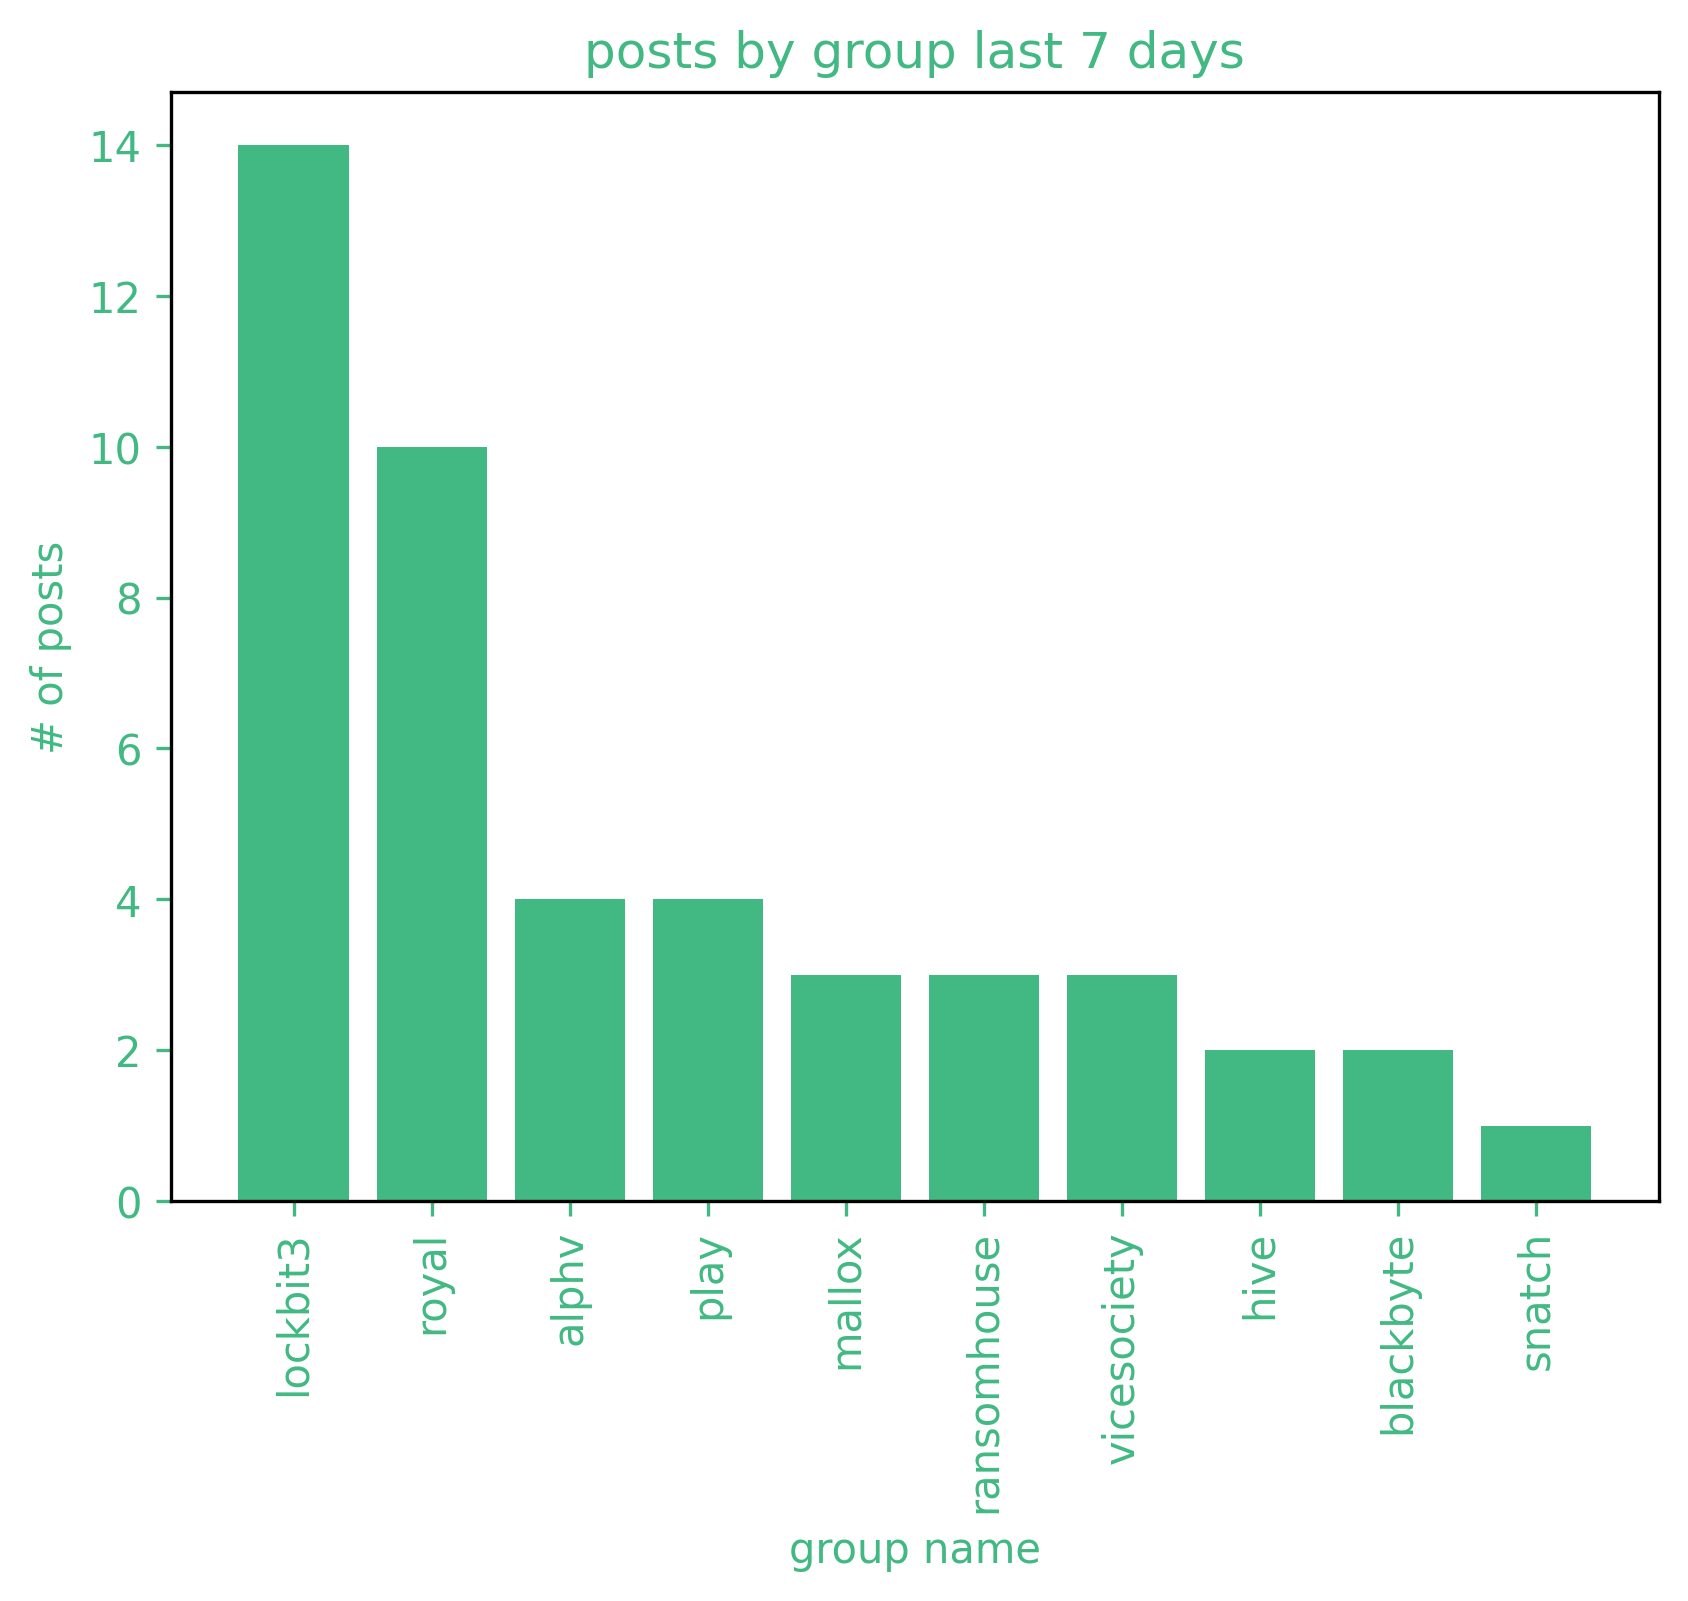 posts by group last 7 days
# of posts
14
12
10
8
6
4
2
0
lockbit3
royal
alphv
play
mallox
ransomhouse
vicesociety
hive
blackbyte
snatch
group name